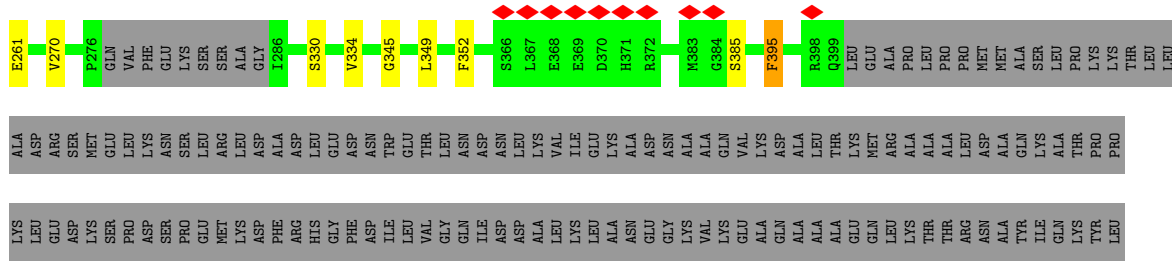 E261 V270 P276 GLN VAL PHE GLU LYS SER SER ALA GLY I286 S330 V334 G345 L349 F352 S366 L367 E368 E369 D370 H371 R372 M383 G384 S385 F395 R398 Q399 LEU GLU ALA PRO LEU PRO PRO MET MET ALA SER LEU PRO LYS LYS THR LEU LEU
ALA ASP ARG SER MET GLU LEU LYS ASN SER LEU ARG LEU ASP ALA ASP LEU GLU ASP ASN TRP GLU THR LEU ASN ASP ASN LEU LYS VAL ILE GLU LYS ALA ASP ASN ALA ALA GLN VAL LYS ASP ALA LEU THR LYS MET ARG ALA ALA ALA LEU ASP ALA GLN LYS ALA THR PRO PRO
LYS LEU GLU ASP LYS SER PRO ASP SER PRO GLU MET LYS ASP PHE ARG HIS GLY PHE ASP ILE LEU VAL GLY GLN ILE ASP ASP ALA LEU LYS LEU ALA ASN GLU GLY LYS VAL LYS GLU ALA GLN ALA ALA ALA GLU GLN LEU LYS THR THR ARG ASN ALA TYR ILE GLN LYS TYR LEU